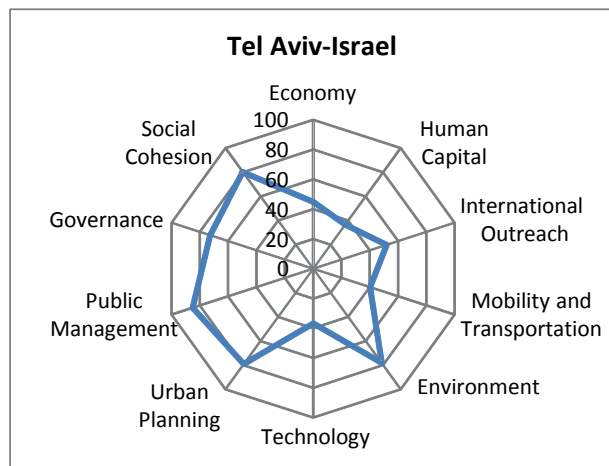 Tel Aviv-Israel
Economy
Human
Capital
International
Outreach
Mobility and
Transportation
Environment
Technology
Urban
Planning
Public
Management
Governance
Social
Cohesion
100
80
60
40
20
0